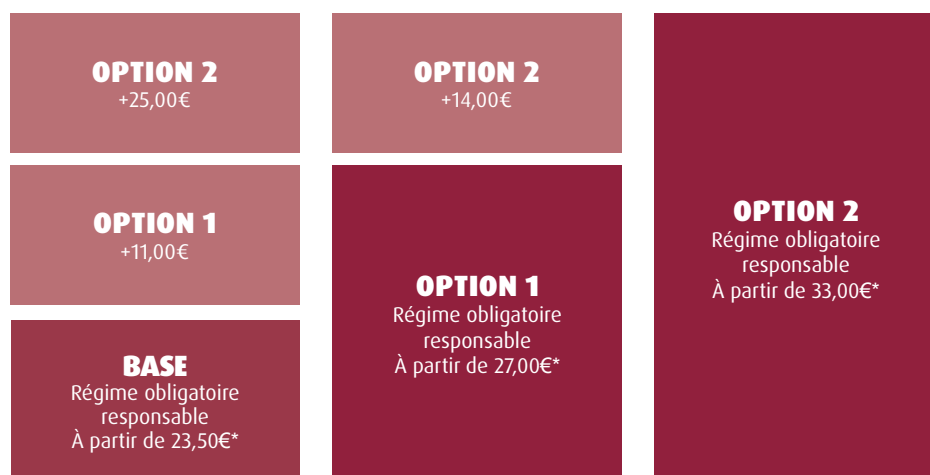 OPTION 2
+25,00€
OPTION 1
+11,00€
BASE
Régime obligatoire
responsable
À partir de 23,50€*
OPTION 2
+14,00€
OPTION 1
Régime obligatoire
responsable
À partir de 27,00€*
OPTION 2
Régime obligatoire
responsable
À partir de 33,00€*